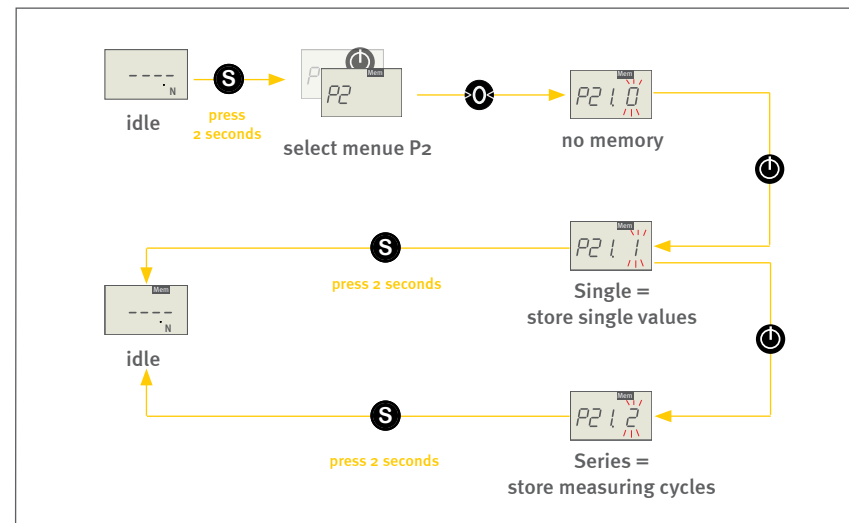 ----
N
idle
S
press
2 seconds
P
Mem
P2
select menue P2
>0<
Mem
P21.0
no memory
S
press 2 seconds
Mem
P21.1
Single =
store single values
Mem
----
N
idle
S
press 2 seconds
Mem
P21.2
Series =
store measuring cycles